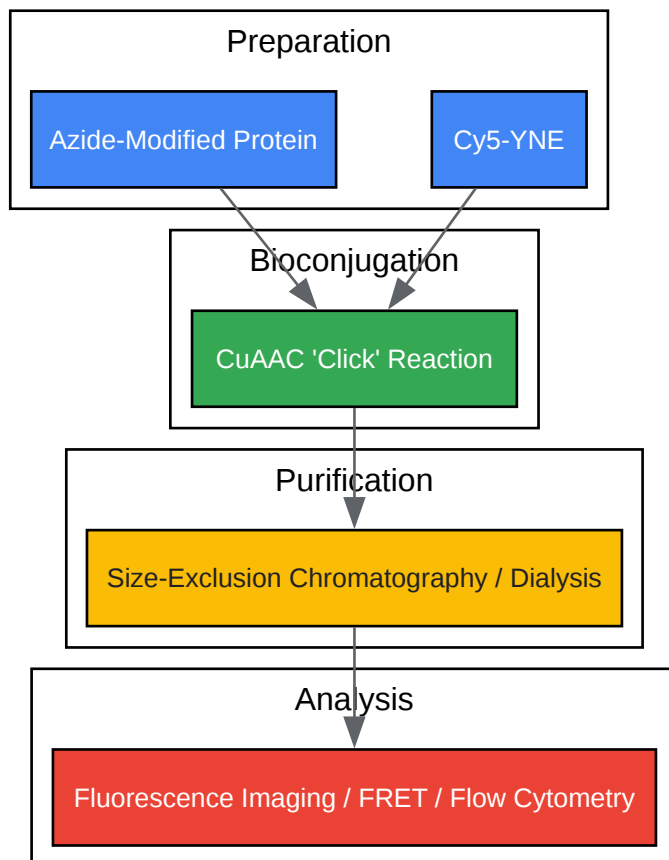 Preparation
Azide-Modified Protein
Cy5-YNE
Bioconjugation
CuAAC 'Click' Reaction
Purification
Size-Exclusion Chromatography / Dialysis
Analysis
Fluorescence Imaging / FRET / Flow Cytometry